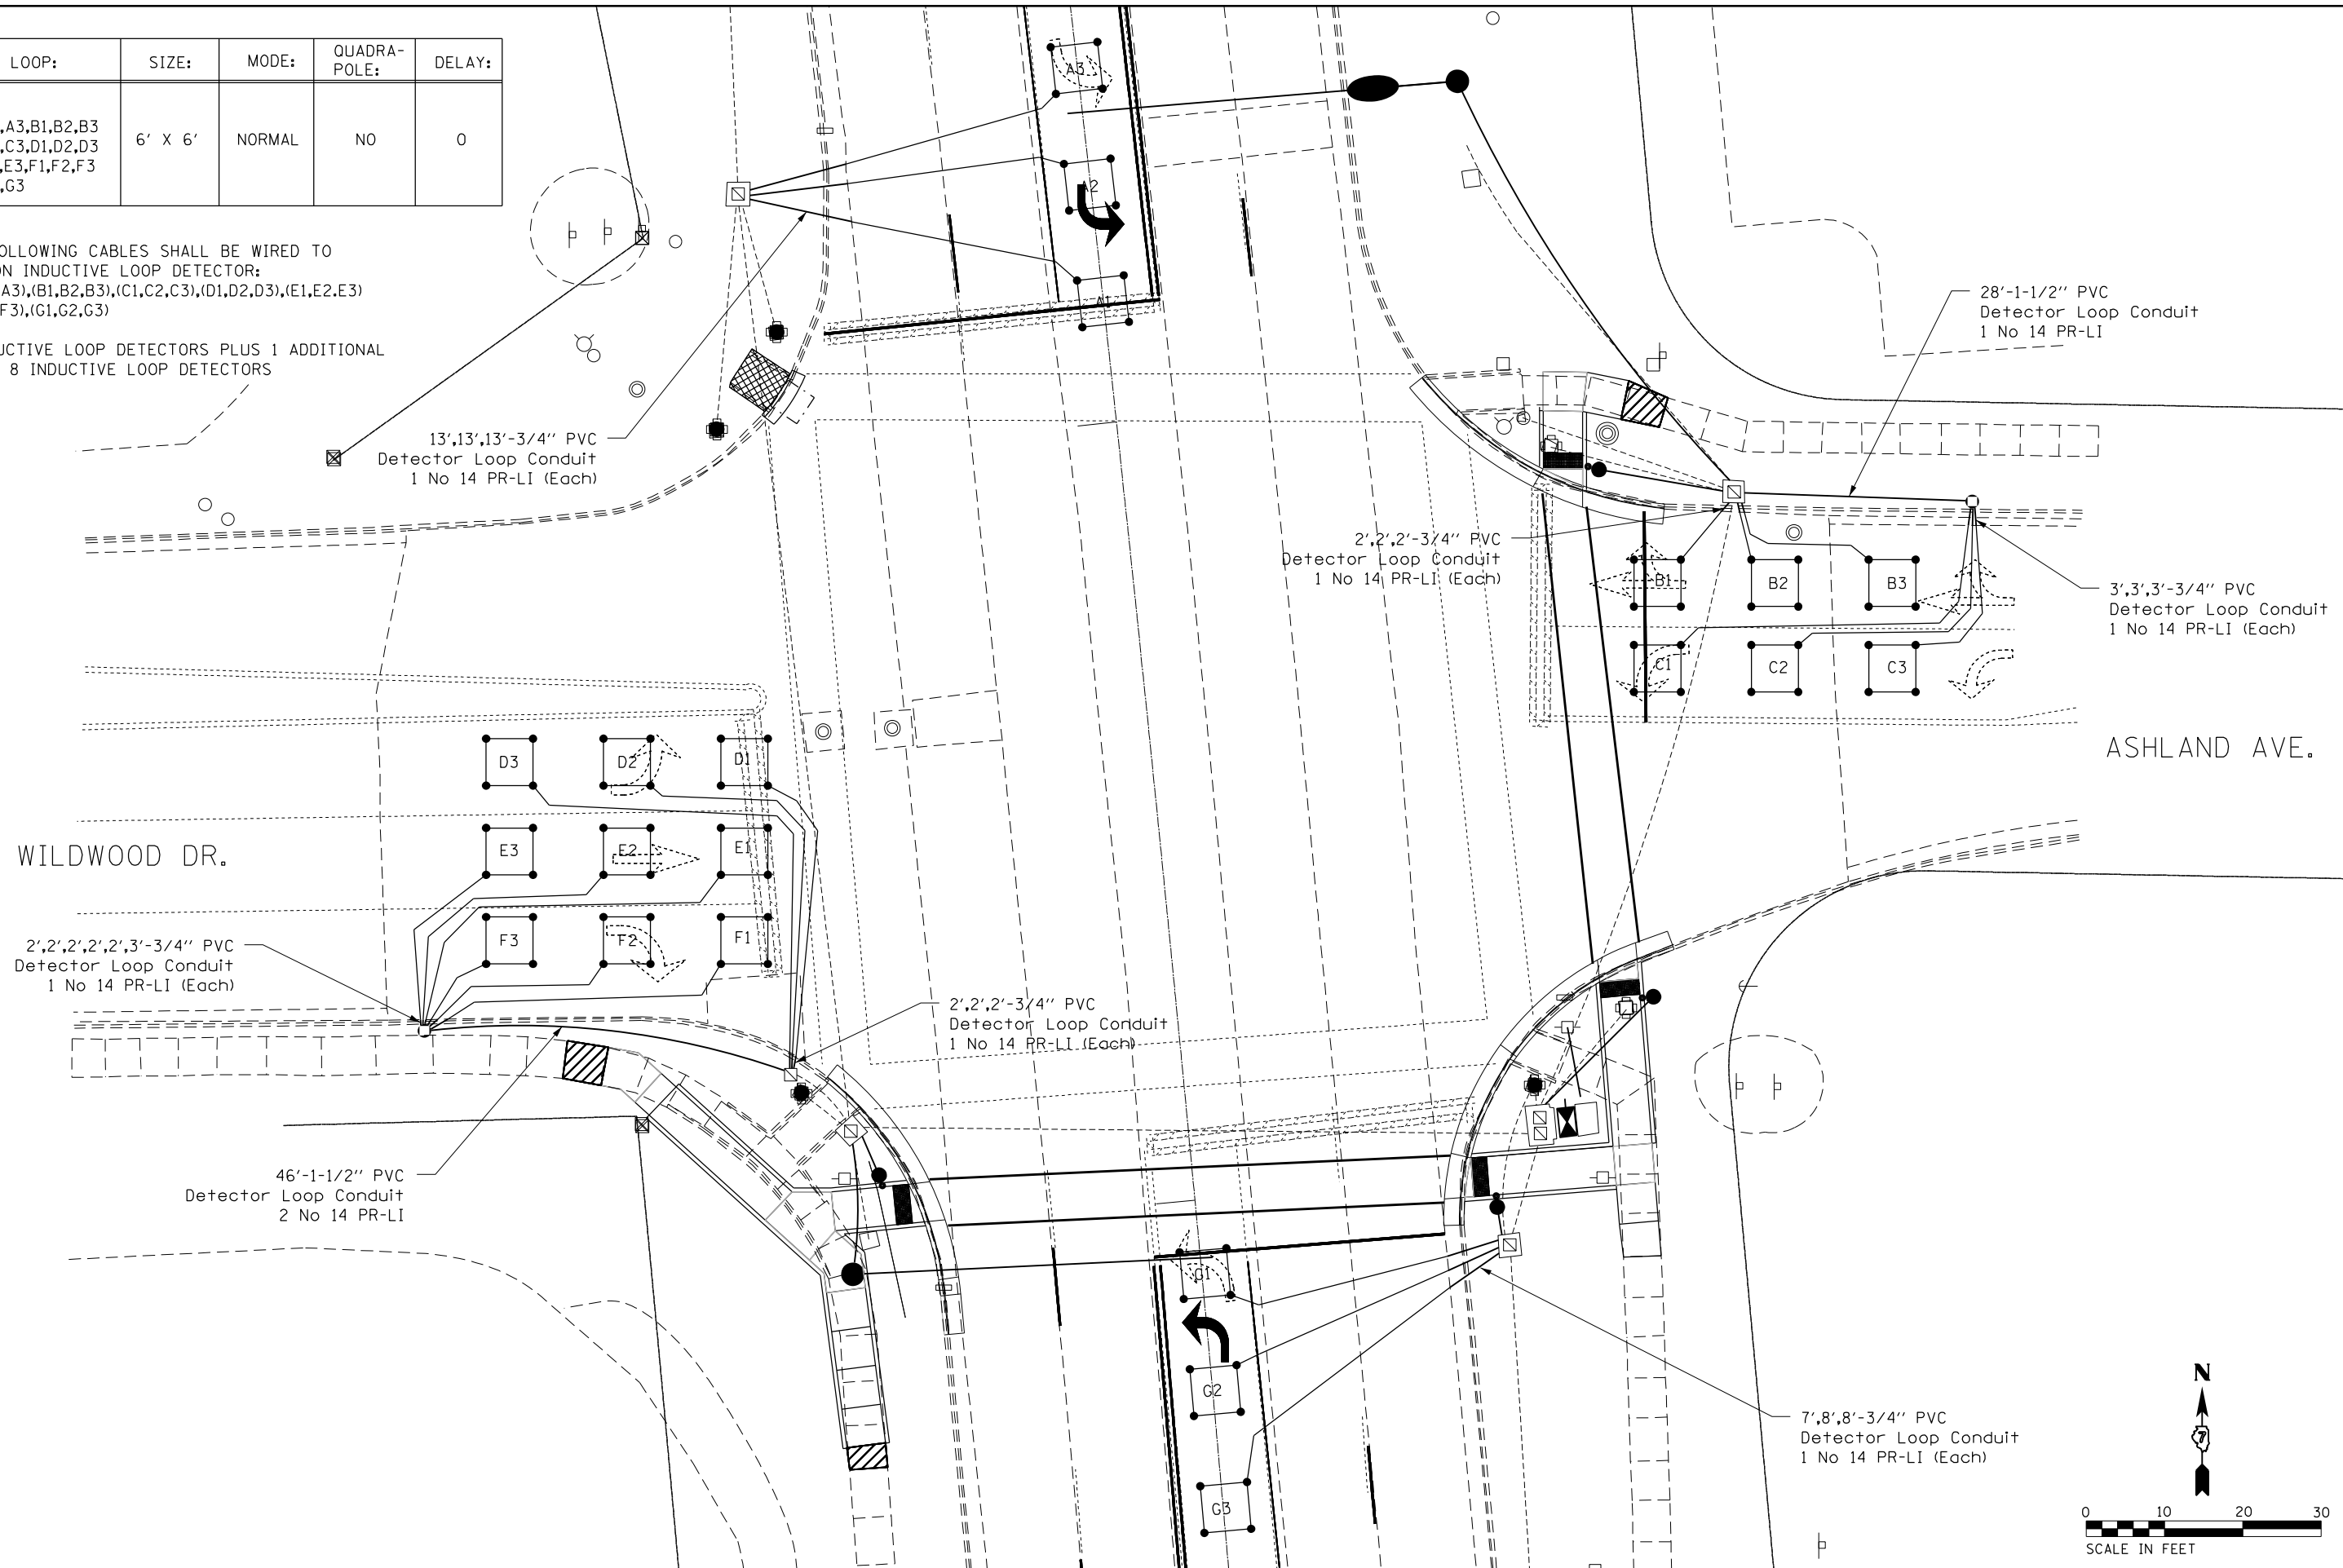 LOOP: SIZE: MODE: QUADRA-
POLE: DELAY:
,A3,B1,B2,B3
,C3,D1,D2,D3
,E3,F1,F2,F3
,G3
6' X 6' NORMAL NO 0
OLLOWING CABLES SHALL BE WIRED TO
ON INDUCTIVE LOOP DETECTOR:
A3),(B1,B2,B3),(C1,C2,C3),(D1,D2,D3),(E1,E2.E3)
F3),(G1,G2,G3)
UCTIVE LOOP DETECTORS PLUS 1 ADDITIONAL
8 INDUCTIVE LOOP DETECTORS
A3
A2
A1
28'-1-1/2'' PVC
Detector Loop Conduit
1 No 14 PR-LI
13',13',13'-3/4'' PVC
Detector Loop Conduit
1 No 14 PR-LI (Each)
2',2',2'-3/4'' PVC
Detector Loop Conduit
1 No 14 PR-LI (Each)
B1 B2 B3
3',3',3'-3/4'' PVC
Detector Loop Conduit
1 No 14 PR-LI (Each)
C1 C2 C3
ASHLAND AVE.
D3 D2 D1
WILDWOOD DR.
E3 E2 E1
F3 F2 F1
2',2',2',2',2',3'-3/4'' PVC
Detector Loop Conduit
1 No 14 PR-LI (Each)
2',2',2'-3/4'' PVC
Detector Loop Conduit
1 No 14 PR-LI (Each)
46'-1-1/2'' PVC
Detector Loop Conduit
2 No 14 PR-LI
G1
G2
G3
7',8',8'-3/4'' PVC
Detector Loop Conduit
1 No 14 PR-LI (Each)
N
7
0 10 20 30
SCALE IN FEET